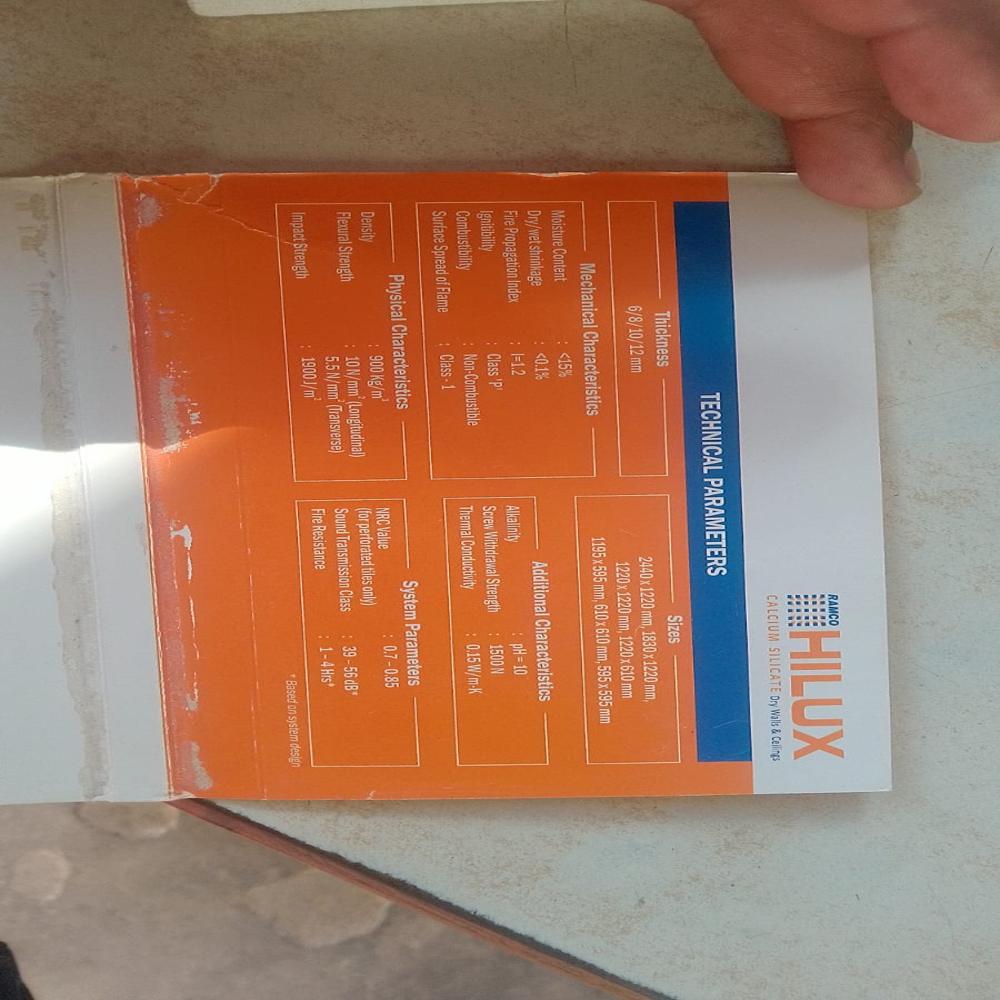 RAMCO
HILUX
CALCIUM SILICATE Dry Walls & Ceilings
TECHNICAL PARAMETERS
Thickness
6/8/10/12 mm
Sizes
2440 x 1220 mm, 1830 x 1220 mm,
1220 x 1220 mm, 1220 x 610 mm
1195 x 595 mm, 610 x 610 mm, 595 x 595 mm
Mechanical Characteristics
Moisture Content : <1.5%
Dry/wet shrinkage : <0.1%
Fire Propagation Index : I=1.2
Ignitibility : Class 'P'
Combustibility : Non-Combustible
Surface Spread of Flame : Class - 1
Additional Characteristics
Alkalinity : pH = 10
Screw Withdrawal Strength : 1500 N
Thermal Conductivity : 0.15 W/m-K
Physical Characteristics
Density : 900 Kg/m³
Flexural Strength : 10 N/mm² (Longitudinal)
5.5 N/mm² (Transverse)
Impact Strength : 1900 J/m²
System Parameters
NRC Value : 0.7 - 0.85
(for perforated tiles only)
Sound Transmission Class : 39 - 56 dB*
Fire Resistance : 1 - 4 Hrs*
* Based on system design